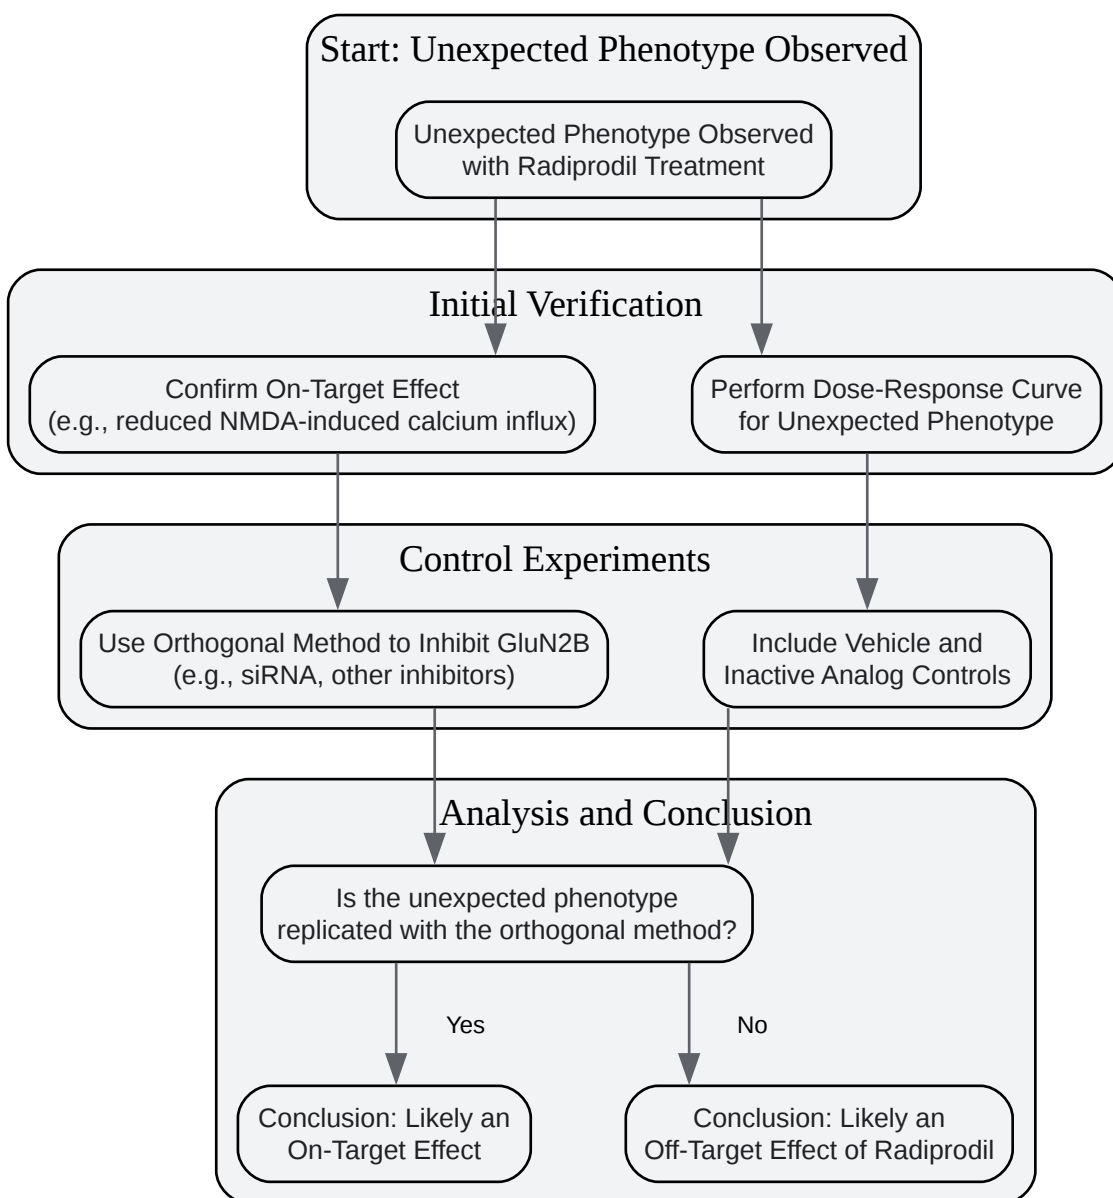 Start: Unexpected Phenotype Observed
Unexpected Phenotype Observed
with Radiprodil Treatment
Initial Verification
Confirm On-Target Effect
(e.g., reduced NMDA-induced calcium influx)
Perform Dose-Response Curve
for Unexpected Phenotype
Control Experiments
Use Orthogonal Method to Inhibit GluN2B
(e.g., siRNA, other inhibitors)
Include Vehicle and
Inactive Analog Controls
Analysis and Conclusion
Is the unexpected phenotype
replicated with the orthogonal method?
Yes
No
Conclusion: Likely an
On-Target Effect
Conclusion: Likely an
Off-Target Effect of Radiprodil